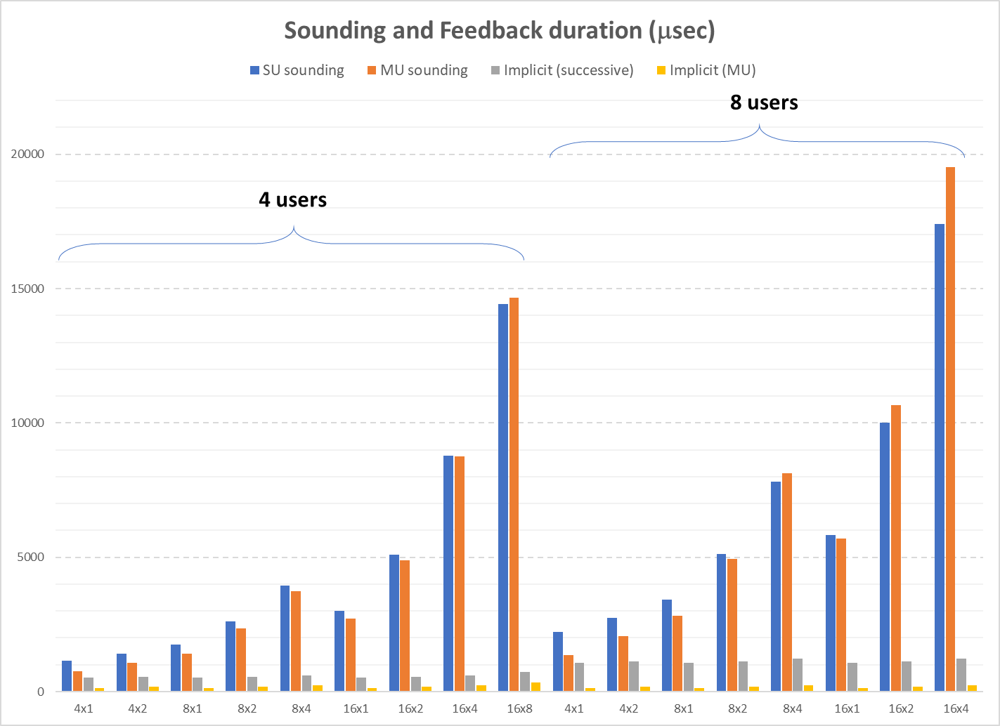 Sounding and Feedback duration (μsec)
SU sounding MU sounding Implicit (successive) Implicit (MU)
8 users
20000
4 users
15000
10000
5000
0
4x1 4x2 8x1 8x2 8x4 16x1 16x2 16x4 16x8 4x1 4x2 8x1 8x2 8x4 16x1 16x2 16x4